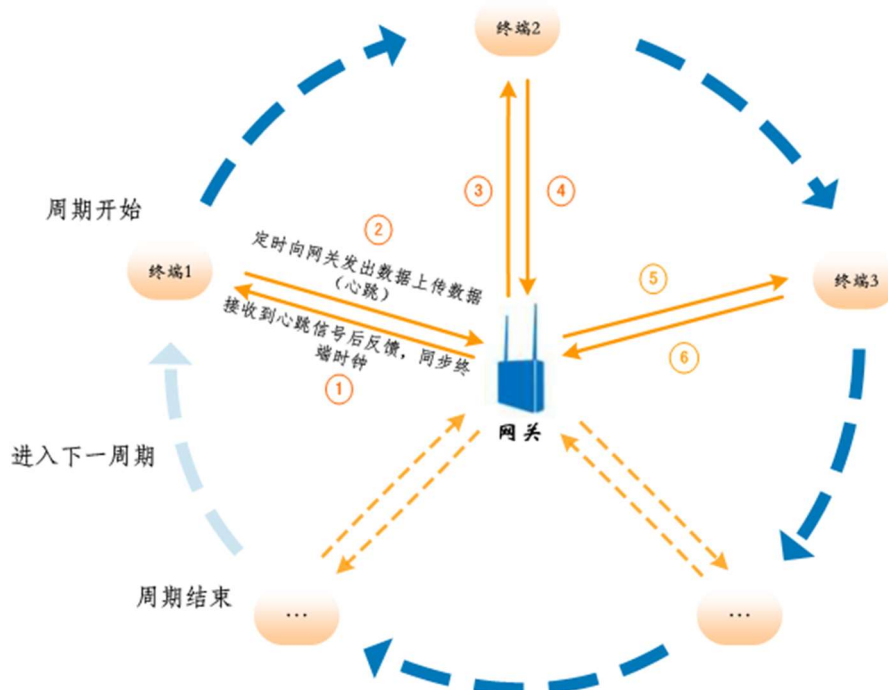 终端2
③
④
周期开始
②
终端1
定时向网关发出数据上传数据
（心跳）
⑤
终端3
接收到心跳信号后反馈，同步终
端时钟
①
⑥
网关
进入下一周期
周期结束
…
…